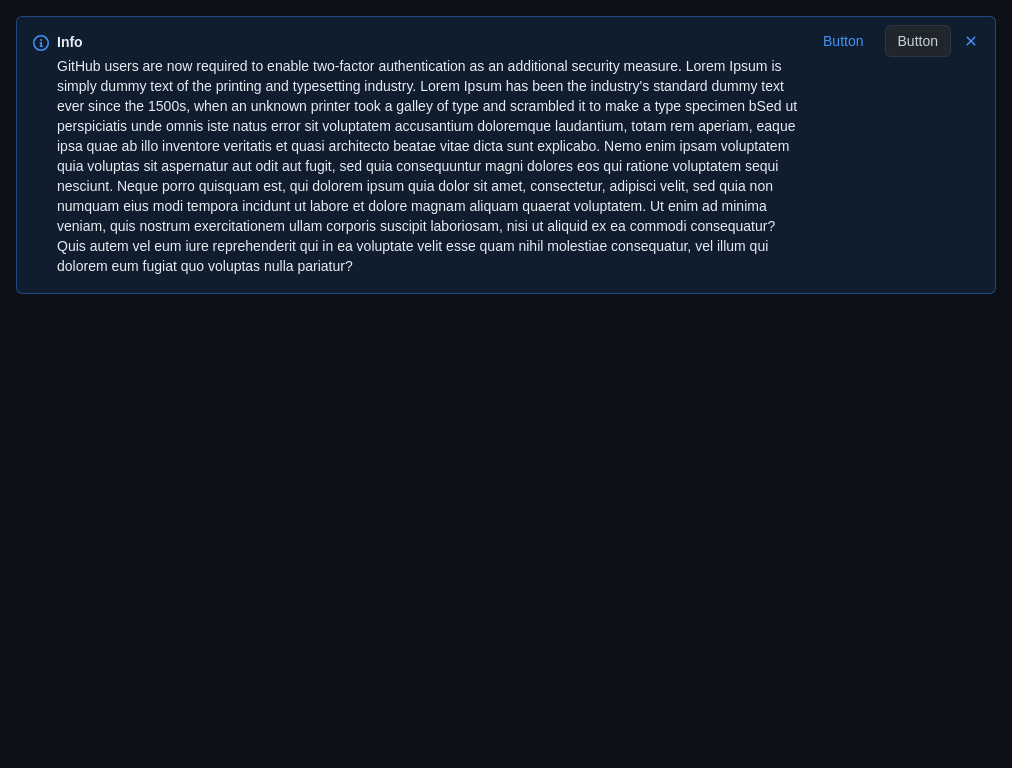 Info
Button
Button
GitHub users are now required to enable two-factor authentication as an additional security measure. Lorem Ipsum is
simply dummy text of the printing and typesetting industry. Lorem Ipsum has been the industry's standard dummy text
ever since the 1500s, when an unknown printer took a galley of type and scrambled it to make a type specimen bSed ut
perspiciatis unde omnis iste natus error sit voluptatem accusantium doloremque laudantium, totam rem aperiam, eaque
ipsa quae ab illo inventore veritatis et quasi architecto beatae vitae dicta sunt explicabo. Nemo enim ipsam voluptatem
quia voluptas sit aspernatur aut odit aut fugit, sed quia consequuntur magni dolores eos qui ratione voluptatem sequi
nesciunt. Neque porro quisquam est, qui dolorem ipsum quia dolor sit amet, consectetur, adipisci velit, sed quia non
numquam eius modi tempora incidunt ut labore et dolore magnam aliquam quaerat voluptatem. Ut enim ad minima
veniam, quis nostrum exercitationem ullam corporis suscipit laboriosam, nisi ut aliquid ex ea commodi consequatur?
Quis autem vel eum iure reprehenderit qui in ea voluptate velit esse quam nihil molestiae consequatur, vel illum qui
dolorem eum fugiat quo voluptas nulla pariatur?